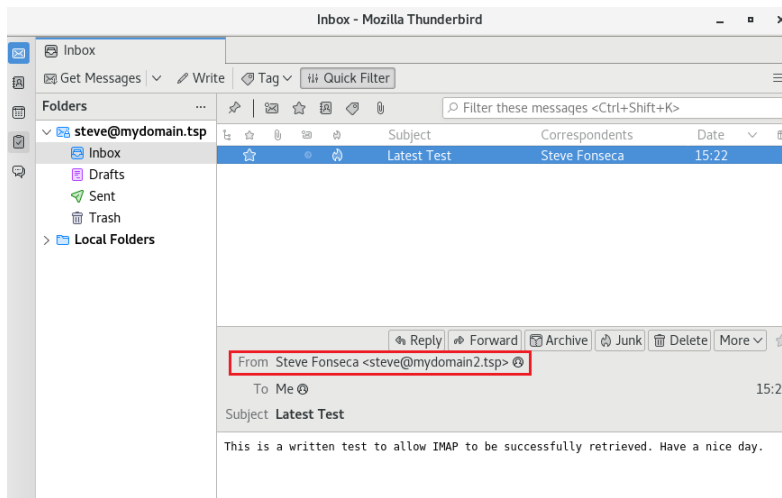 Inbox - Mozilla Thunderbird
Inbox
Get Messages Write Tag Quick Filter
Folders ...
Filter these messages <Ctrl+Shift+K>
steve@mydomain.tsp
Subject Correspondents Date
Inbox
Latest Test Steve Fonseca 15:22
Drafts
Sent
Trash
Local Folders
Reply Forward Archive Junk Delete More
From Steve Fonseca <steve@mydomain2.tsp>
To Me
Subject Latest Test
This is a written test to allow IMAP to be successfully retrieved. Have a nice day.